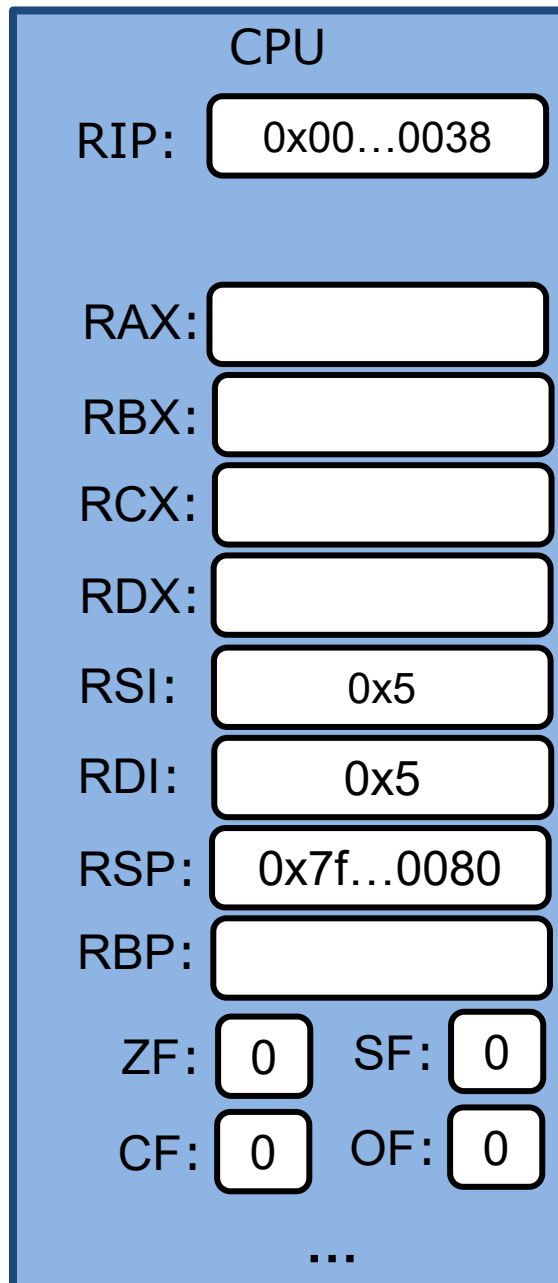 CPU
RIP: 0x00…0038
RAX:
RBX:
RCX:
RDX:
RSI: 0x5
RDI: 0x5
RSP: 0x7f…0080
RBP:
ZF: 0 SF: 0
CF: 0 OF: 0
…